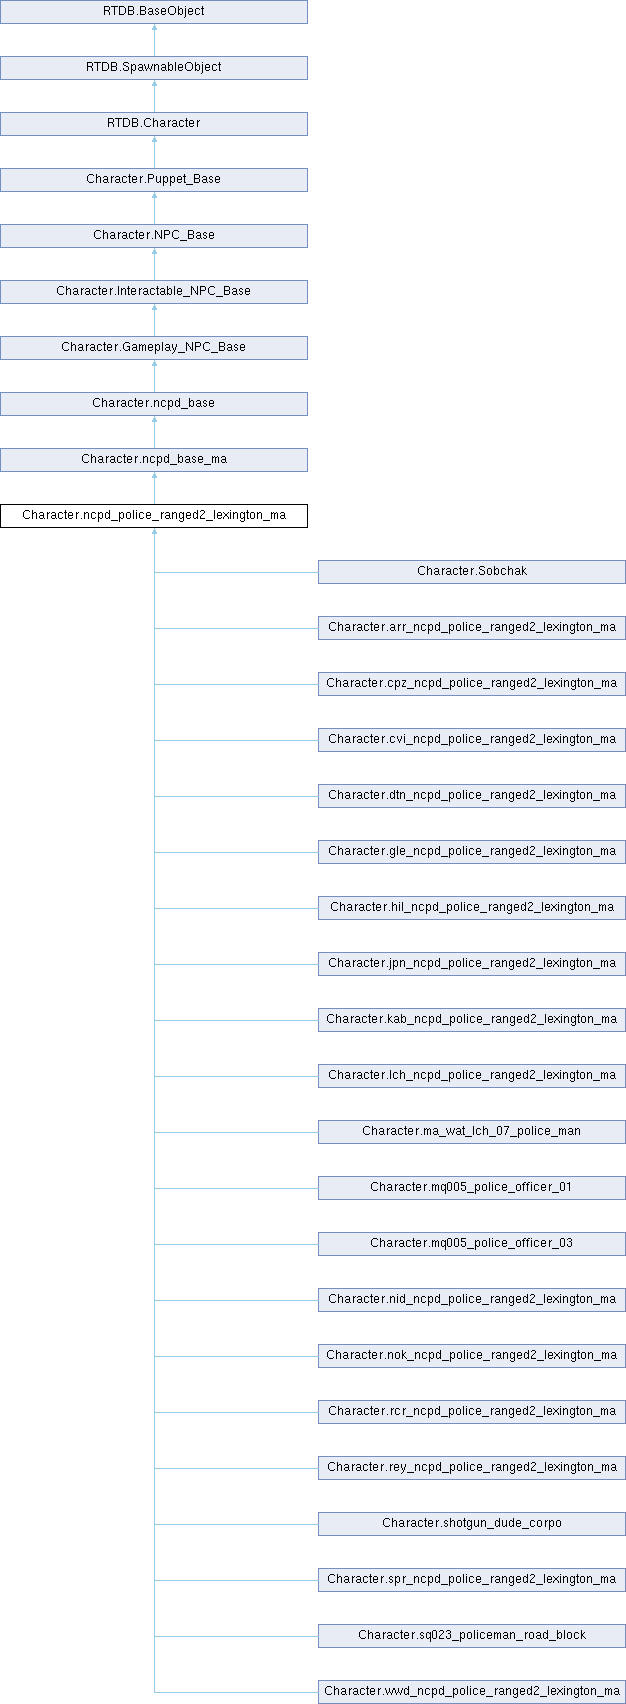 RTDB.BaseObject
RTDB.SpawnableObject
RTDB.Character
Character.Puppet_Base
Character.NPC_Base
Character.Interactable_NPC_Base
Character.Gameplay_NPC_Base
Character.ncpd_base
Character.ncpd_base_ma
Character.ncpd_police_ranged2_lexington_ma
Character.Sobchak
Character.arr_ncpd_police_ranged2_lexington_ma
Character.cpz_ncpd_police_ranged2_lexington_ma
Character.cvi_ncpd_police_ranged2_lexington_ma
Character.dtn_ncpd_police_ranged2_lexington_ma
Character.gle_ncpd_police_ranged2_lexington_ma
Character.hil_ncpd_police_ranged2_lexington_ma
Character.jpn_ncpd_police_ranged2_lexington_ma
Character.kab_ncpd_police_ranged2_lexington_ma
Character.lch_ncpd_police_ranged2_lexington_ma
Character.ma_wat_lch_07_police_man
Character.mq005_police_officer_01
Character.mq005_police_officer_03
Character.nid_ncpd_police_ranged2_lexington_ma
Character.nok_ncpd_police_ranged2_lexington_ma
Character.rcr_ncpd_police_ranged2_lexington_ma
Character.rey_ncpd_police_ranged2_lexington_ma
Character.shotgun_dude_corpo
Character.spr_ncpd_police_ranged2_lexington_ma
Character.sq023_policeman_road_block
Character.wwd_ncpd_police_ranged2_lexington_ma